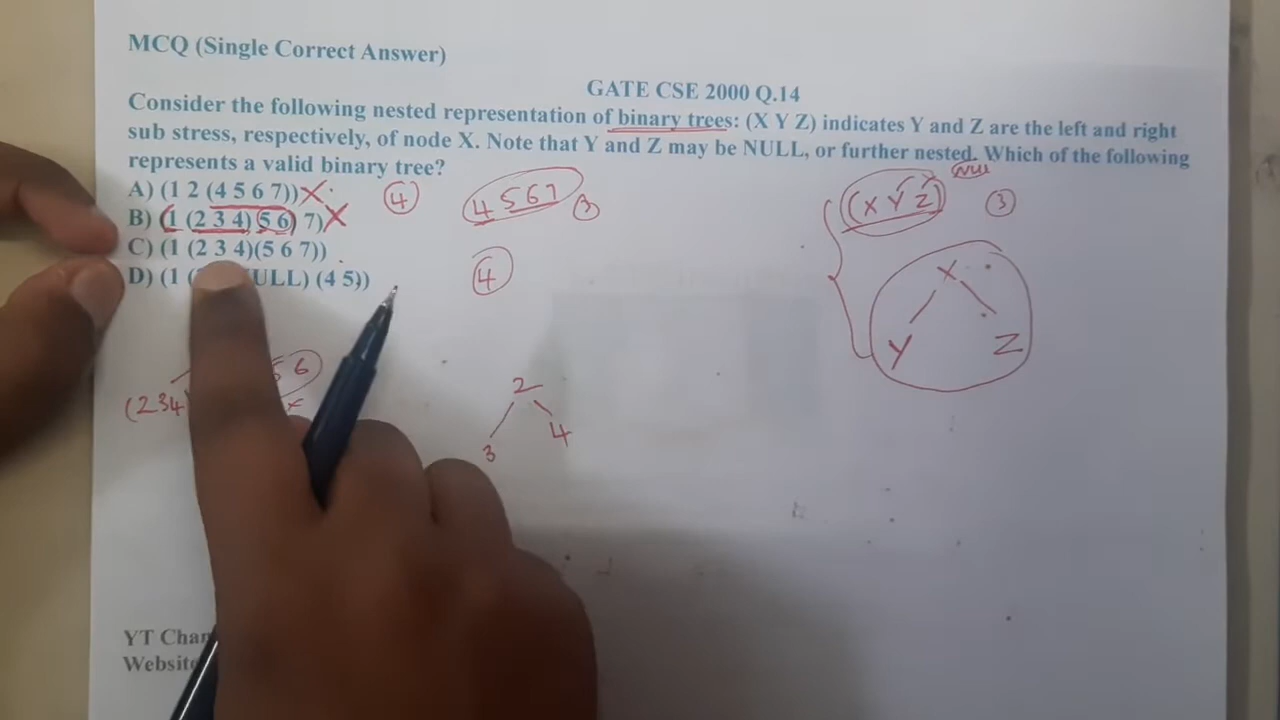 MCQ (Single Correct Answer)
GATE CSE 2000 Q.14
Consider the following nested representation of binary trees: (X Y Z) indicates Y and Z are the left and right
sub stress, respectively, of node X. Note that Y and Z may be NULL, or further nested. Which of the following
represents a valid binary tree?
NULL
A) (1 2 (4 5 6 7)) X
4
4 5 6 7
3
(X Y Z)
3
B) (1 (2 3 4) 5 6) 7) X
C) (1 (2 3 4)(5 6 7))
D) (1 ( ULL) (4 5))
4
X
Y
Z
5 6
(2 3 4)
x
2
3
4
YT Chan
Website